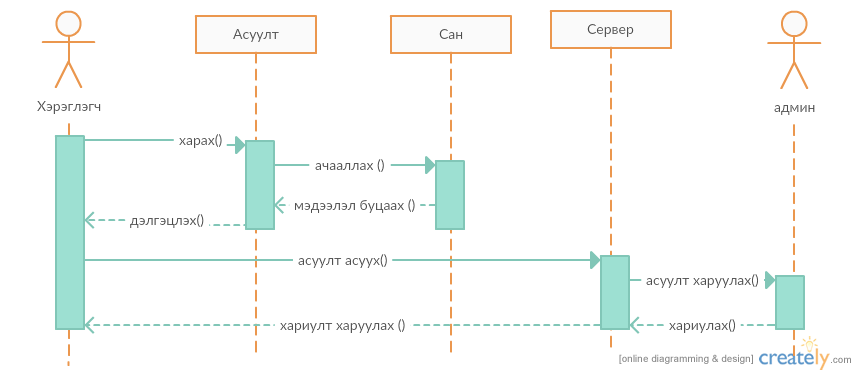 Асуулт
Сан
Сервер
Хэрэглэгч
админ
харах()
ачааллах ()
мэдээлэл буцаах ()
дэлгэцлэх()
асуулт асуух()
асуулт харуулах()
хариулт харуулах ()
хариулах()
[online diagramming & design] creately.com